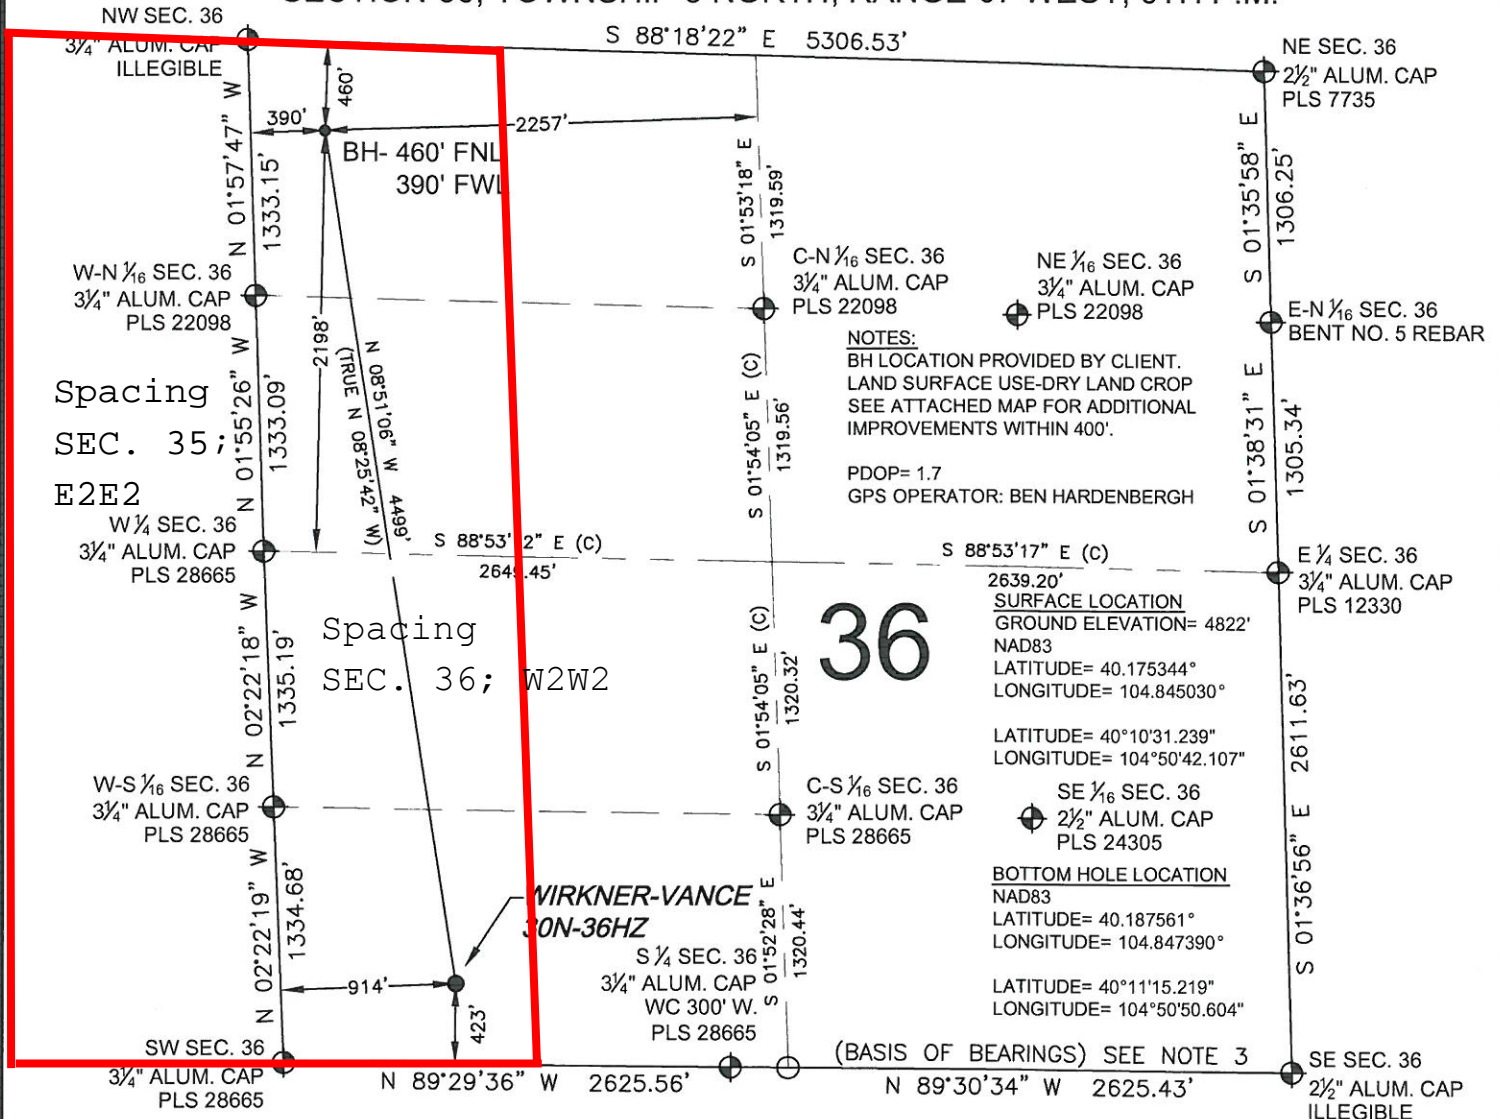 NW SEC. 36
3¼" ALUM. CAP
ILLEGIBLE
S 88°18'22" E 5306.53'
NE SEC. 36
2½" ALUM. CAP
PLS 7735
460'
390'
2257'
BH- 460' FNL
390' FWL
N 01°57'47" W
1333.15'
S 01°53'18" E
1319.59'
S 01°35'58" E
1306.25'
W-N 1/16 SEC. 36
3¼" ALUM. CAP
PLS 22098
C-N 1/16 SEC. 36
3¼" ALUM. CAP
PLS 22098
NE 1/16 SEC. 36
3¼" ALUM. CAP
PLS 22098
E-N 1/16 SEC. 36
BENT NO. 5 REBAR
NOTES:
BH LOCATION PROVIDED BY CLIENT.
LAND SURFACE USE-DRY LAND CROP
SEE ATTACHED MAP FOR ADDITIONAL
IMPROVEMENTS WITHIN 400'.
PDOP= 1.7
GPS OPERATOR: BEN HARDENBERGH
2198'
N 08°51'06" W 4499'
(TRUE N 08°25'42" W)
Spacing
SEC. 35;
E2E2
N 01°55'26" W
1333.09'
S 01°54'05" E (C)
1319.56'
S 01°38'31" E
1305.34'
W ¼ SEC. 36
3¼" ALUM. CAP
PLS 28665
S 88°53' 2" E (C)
2649.45'
S 88°53'17" E (C)
2639.20'
E ¼ SEC. 36
3¼" ALUM. CAP
PLS 12330
Spacing
SEC. 36; W2W2
36
SURFACE LOCATION
GROUND ELEVATION= 4822'
NAD83
LATITUDE= 40.175344°
LONGITUDE= 104.845030°
LATITUDE= 40°10'31.239"
LONGITUDE= 104°50'42.107"
N 02°22'18" W
1335.19'
S 01°54'05" E (C)
1320.32'
S 01°36'56" E 2611.63'
W-S 1/16 SEC. 36
3¼" ALUM. CAP
PLS 28665
C-S 1/16 SEC. 36
3¼" ALUM. CAP
PLS 28665
SE 1/16 SEC. 36
2½" ALUM. CAP
PLS 24305
BOTTOM HOLE LOCATION
NAD83
LATITUDE= 40.187561°
LONGITUDE= 104.847390°
LATITUDE= 40°11'15.219"
LONGITUDE= 104°50'50.604"
N 02°22'19" W
1334.68'
WIRKNER-VANCE
30N-36HZ
S 01°52'28" E
1320.44'
914'
423'
S ¼ SEC. 36
3¼" ALUM. CAP
WC 300' W.
PLS 28665
SW SEC. 36
3¼" ALUM. CAP
PLS 28665
N 89°29'36" W 2625.56'
(BASIS OF BEARINGS) SEE NOTE 3
N 89°30'34" W 2625.43'
SE SEC. 36
2½" ALUM. CAP
ILLEGIBLE